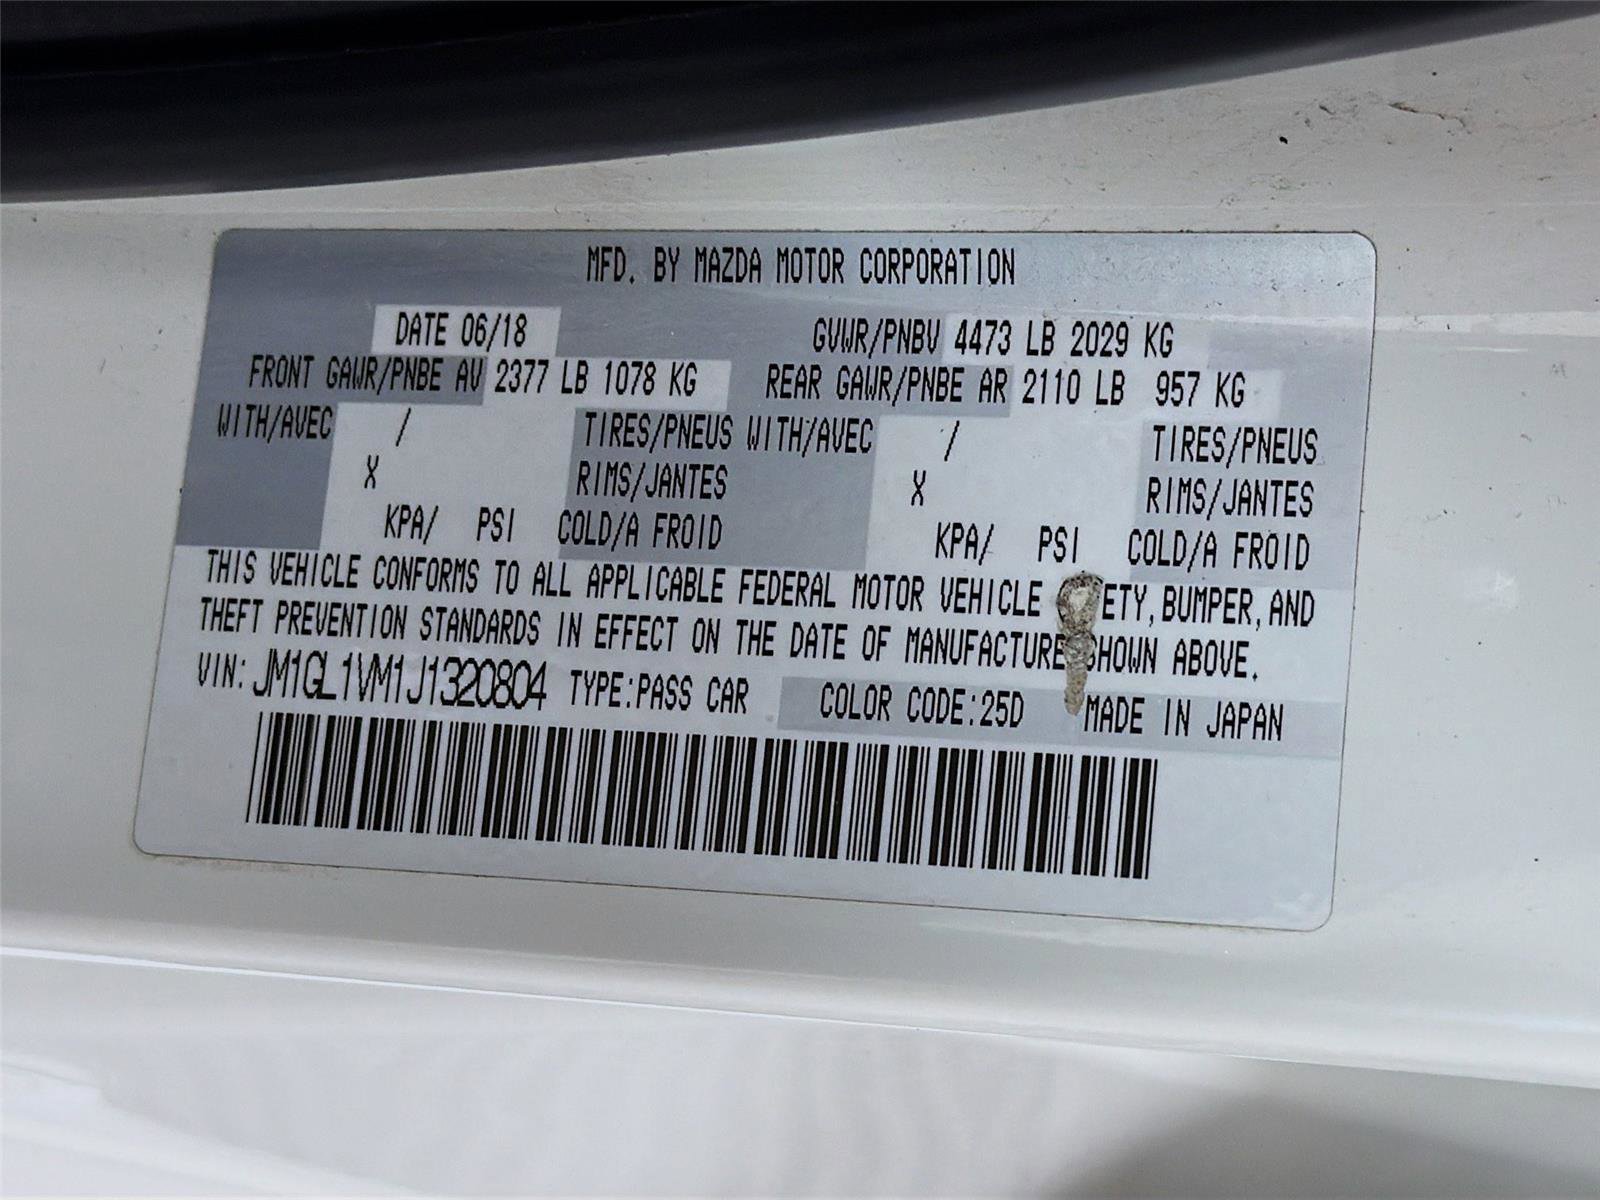 MFD. BY MAZDA MOTOR CORPORATION
DATE 06/18 GVWR/PNBV 4473 LB 2029 KG
FRONT GAWR/PNBE AV 2377 LB 1078 KG REAR GAWR/PNBE AR 2110 LB 957 KG
WITH/AVEC / TIRES/PNEUS WITH/AVEC / TIRES/PNEUS
X RIMS/JANTES X RIMS/JANTES
KPA/ PSI COLD/A FROID KPA/ PSI COLD/A FROID
THIS VEHICLE CONFORMS TO ALL APPLICABLE FEDERAL MOTOR VEHICLE ETY, BUMPER, AND
THEFT PREVENTION STANDARDS IN EFFECT ON THE DATE OF MANUFACTURE SHOWN ABOVE.
VIN: JM1GL1VM1J1320804 TYPE:PASS CAR COLOR CODE:25D MADE IN JAPAN